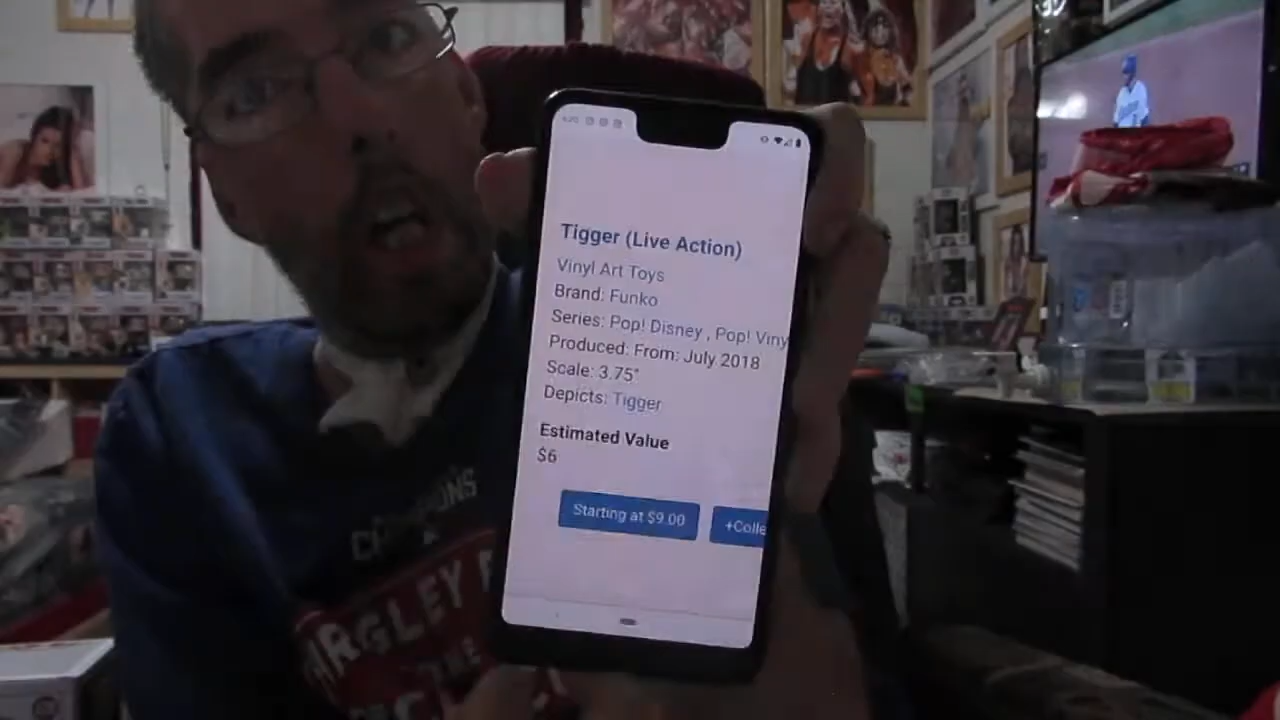 Tigger (Live Action)
Vinyl Art Toys
Brand: Funko
Series: Pop! Disney , Pop! Viny
Produced: From: July 2018
Scale: 3.75"
Depicts: Tigger
Estimated Value
$6
Starting at $9.00
+Colle